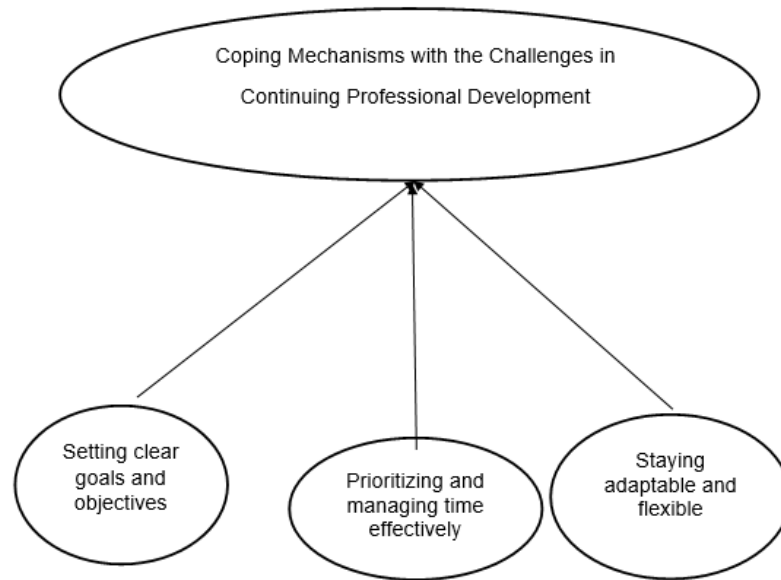 Coping Mechanisms with the Challenges in
Continuing Professional Development
Setting clear
goals and
objectives
Prioritizing and
managing time
effectively
Staying
adaptable and
flexible